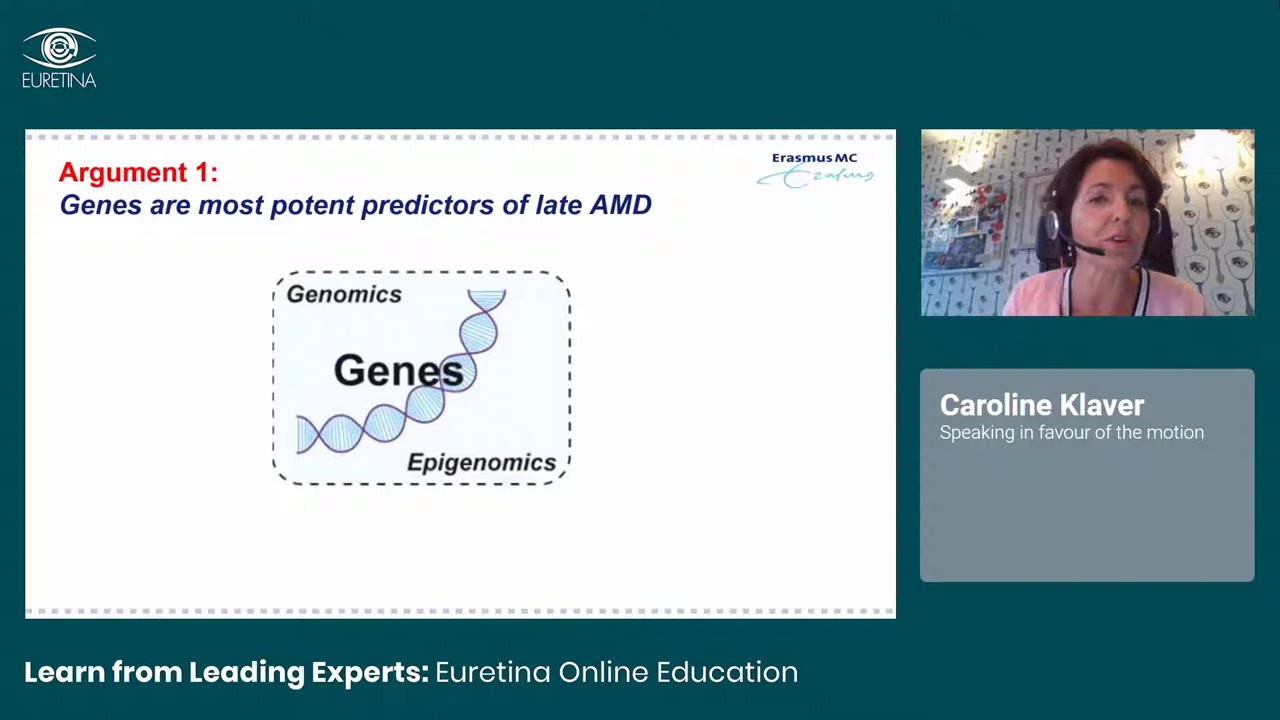 EURETINA
Argument 1:
Genes are most potent predictors of late AMD
Erasmus MC
Erasmus
Genomics
Genes
Epigenomics
Caroline Klaver
Speaking in favour of the motion
Learn from Leading Experts: Euretina Online Education